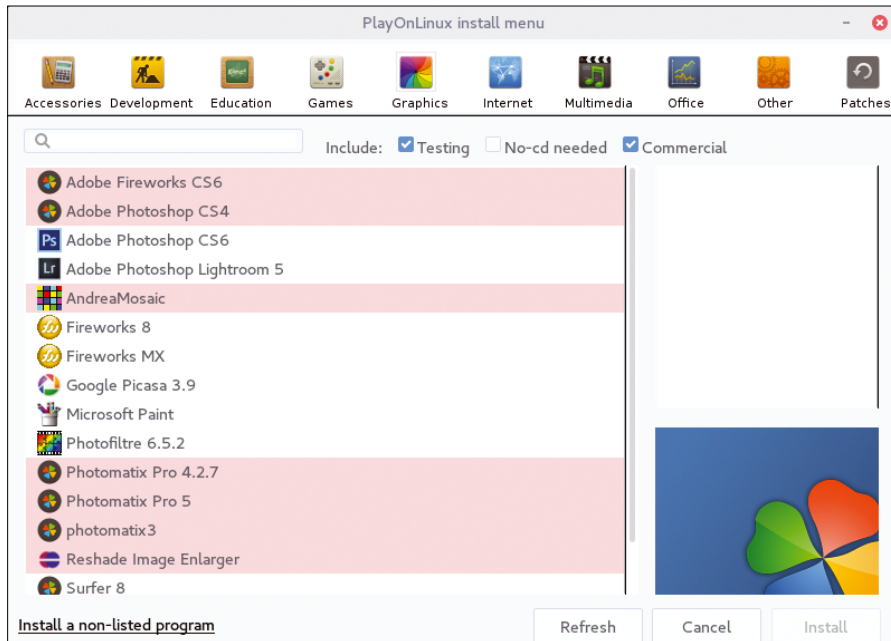 PlayOnLinux install menu
Accessories Development Education Games Graphics Internet Multimedia Office Other Patches
Include: Testing No-cd needed Commercial
Adobe Fireworks CS6
Adobe Photoshop CS4
Ps Adobe Photoshop CS6
Lr Adobe Photoshop Lightroom 5
AndreaMosaic
Fireworks 8
Fireworks MX
Google Picasa 3.9
Microsoft Paint
Photofiltre 6.5.2
Photomatix Pro 4.2.7
Photomatix Pro 5
photomatix3
Reshade Image Enlarger
Surfer 8
Install a non-listed program
Refresh Cancel Install